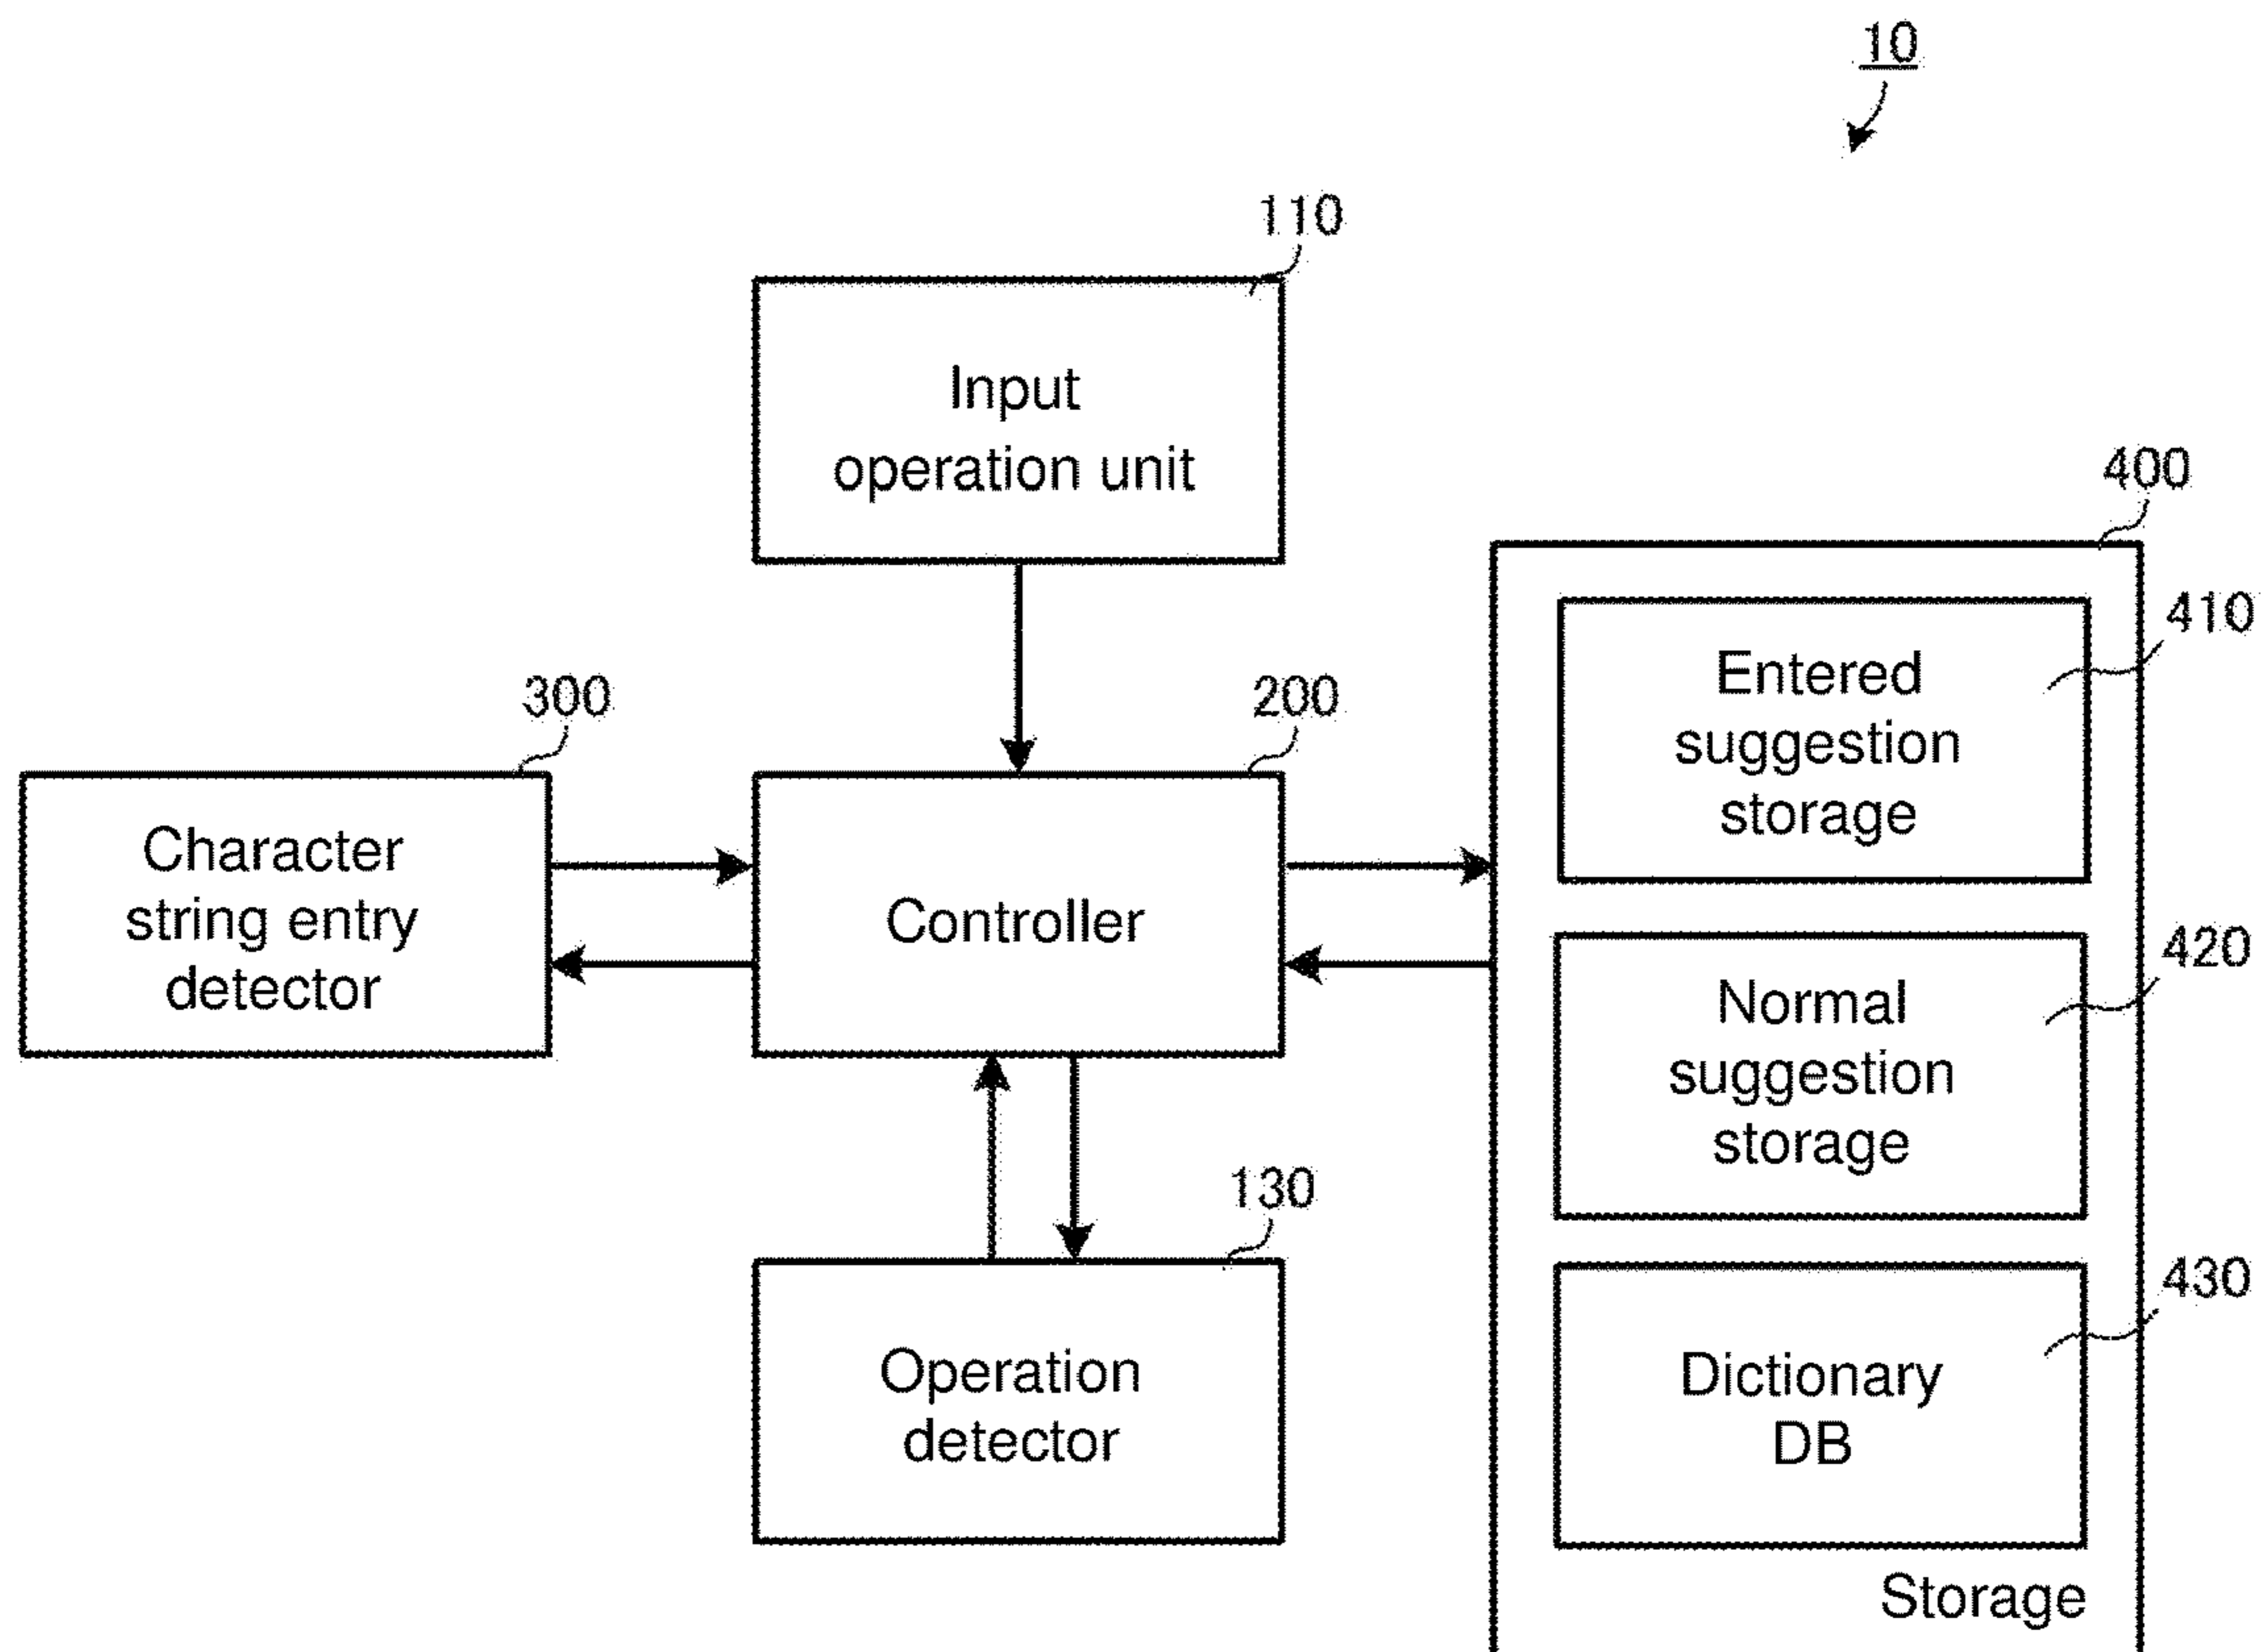 10
110
Input
operation unit
400
410
Entered
suggestion
storage
300
200
Character
string entry
detector
Controller
420
Normal
suggestion
storage
130
Operation
detector
430
Dictionary
DB
Storage